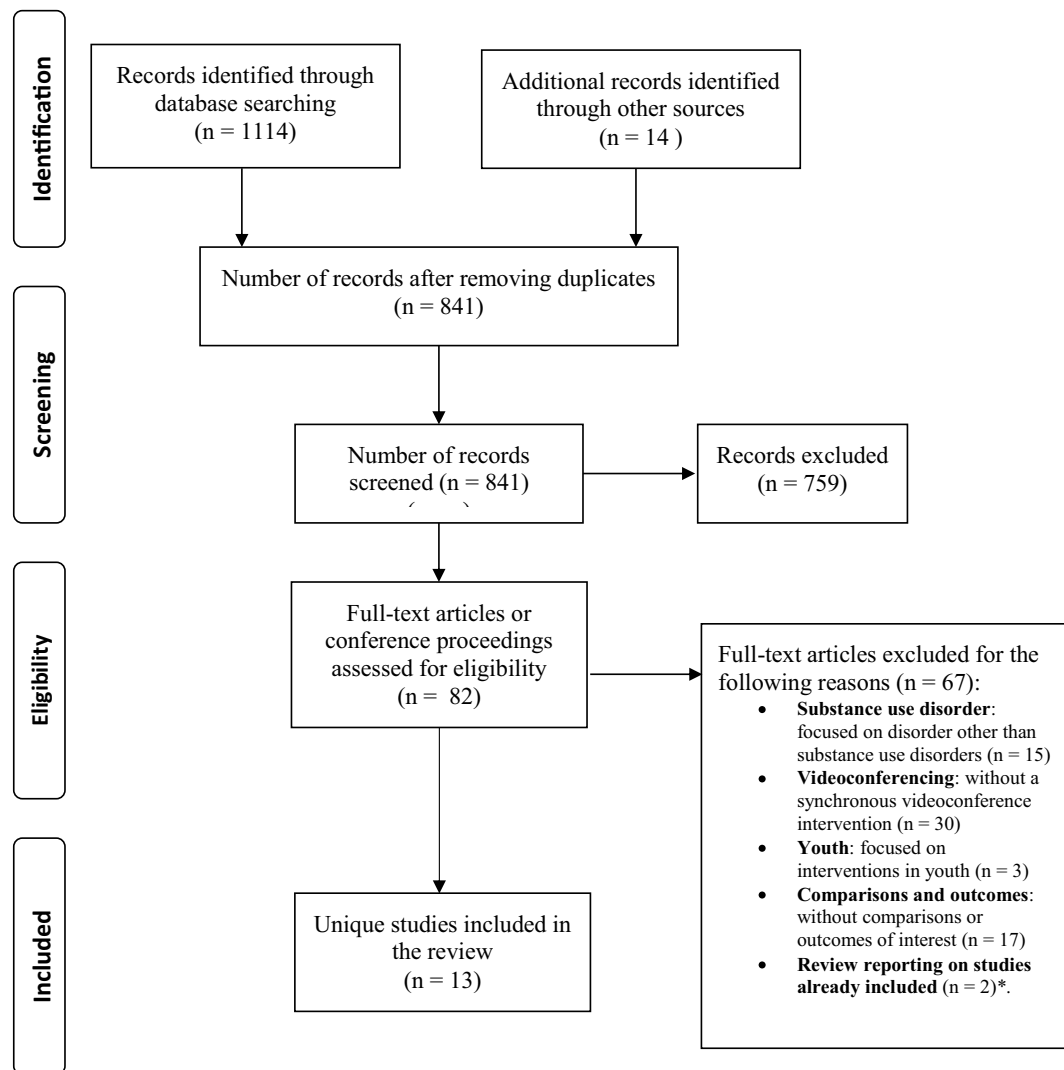 Identification
Records identified through
database searching
(n = 1114)
Additional records identified
through other sources
(n = 14 )
Number of records after removing duplicates
(n = 841)
Screening
Number of records
screened (n = 841)
Records excluded
(n = 759)
Eligibility
Full-text articles or
conference proceedings
assessed for eligibility
(n = 82)
Full-text articles excluded for the
following reasons (n = 67):
• Substance use disorder:
focused on disorder other than
substance use disorders (n = 15)
• Videoconferencing: without a
synchronous videoconference
intervention (n = 30)
• Youth: focused on
interventions in youth (n = 3)
• Comparisons and outcomes:
without comparisons or
outcomes of interest (n = 17)
• Review reporting on studies
already included (n = 2)*.
Included
Unique studies included in
the review
(n = 13)